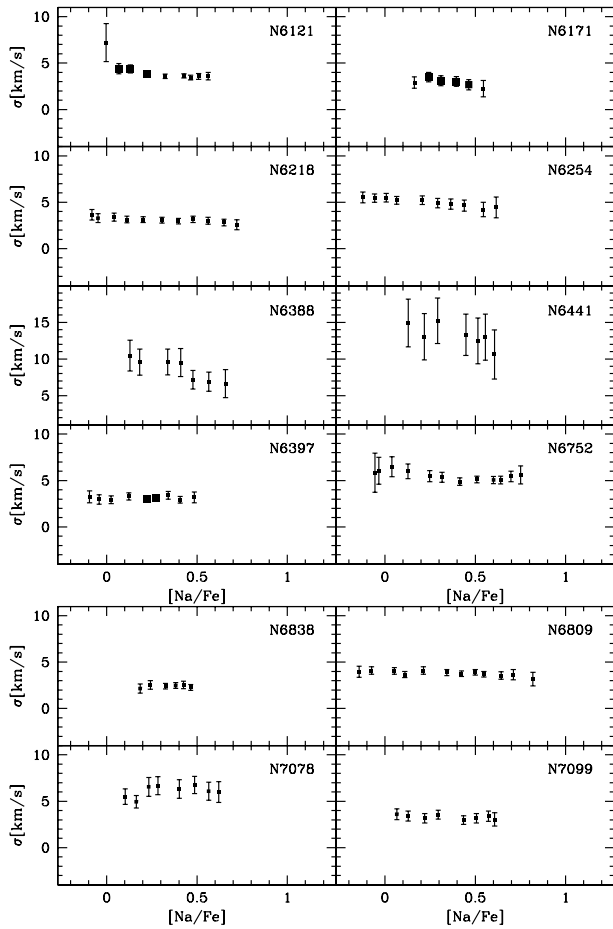 N6121 N6171
10
5
0
σ[km/s]
N6218 N6254
10
5
0
σ[km/s]
N6388 N6441
15
10
5
σ[km/s]
N6397 N6752
10
5
0
σ[km/s]
0 0.5 1 0 0.5 1
[Na/Fe] [Na/Fe]
N6838 N6809
10
5
0
σ[km/s]
N7078 N7099
10
5
0
σ[km/s]
0 0.5 1 0 0.5 1
[Na/Fe] [Na/Fe]